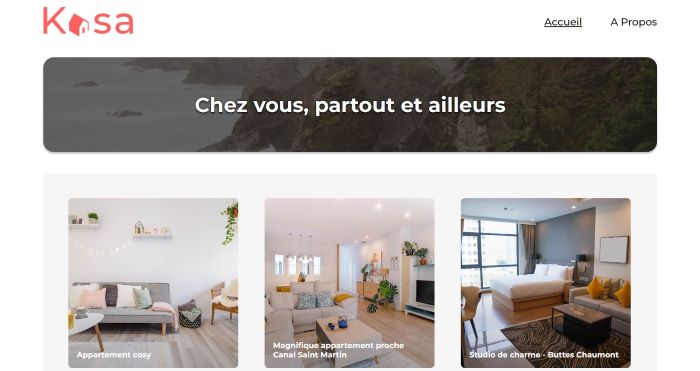 Kasa
Accueil
A Propos
Chez vous, partout et ailleurs
Appartement cosy
Magnifique appartement proche
Canal Saint Martin
Studio de charme - Buttes Chaumont